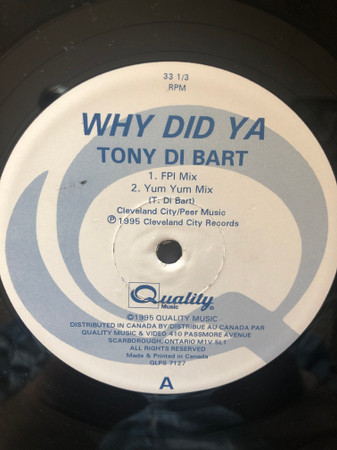 33 1/3
RPM
WHY DID YA
TONY DI BART
1. FPI Mix
2. Yum Yum Mix
(T. Di Bart)
Cleveland City/Peer Music
Ⓟ1995 Cleveland City Records
Quality
Music
©1995 QUALITY MUSIC
DISTRIBUTED IN CANADA BY/DISTRIBUE AU CANADA PAR
QUALITY MUSIC & VIDEO 410 PASSMORE AVENUE
SCARBOROUGH, ONTARIO M1V 5L1
ALL RIGHTS RESERVED
Made & Printed in Canada
QLPS 7127
A